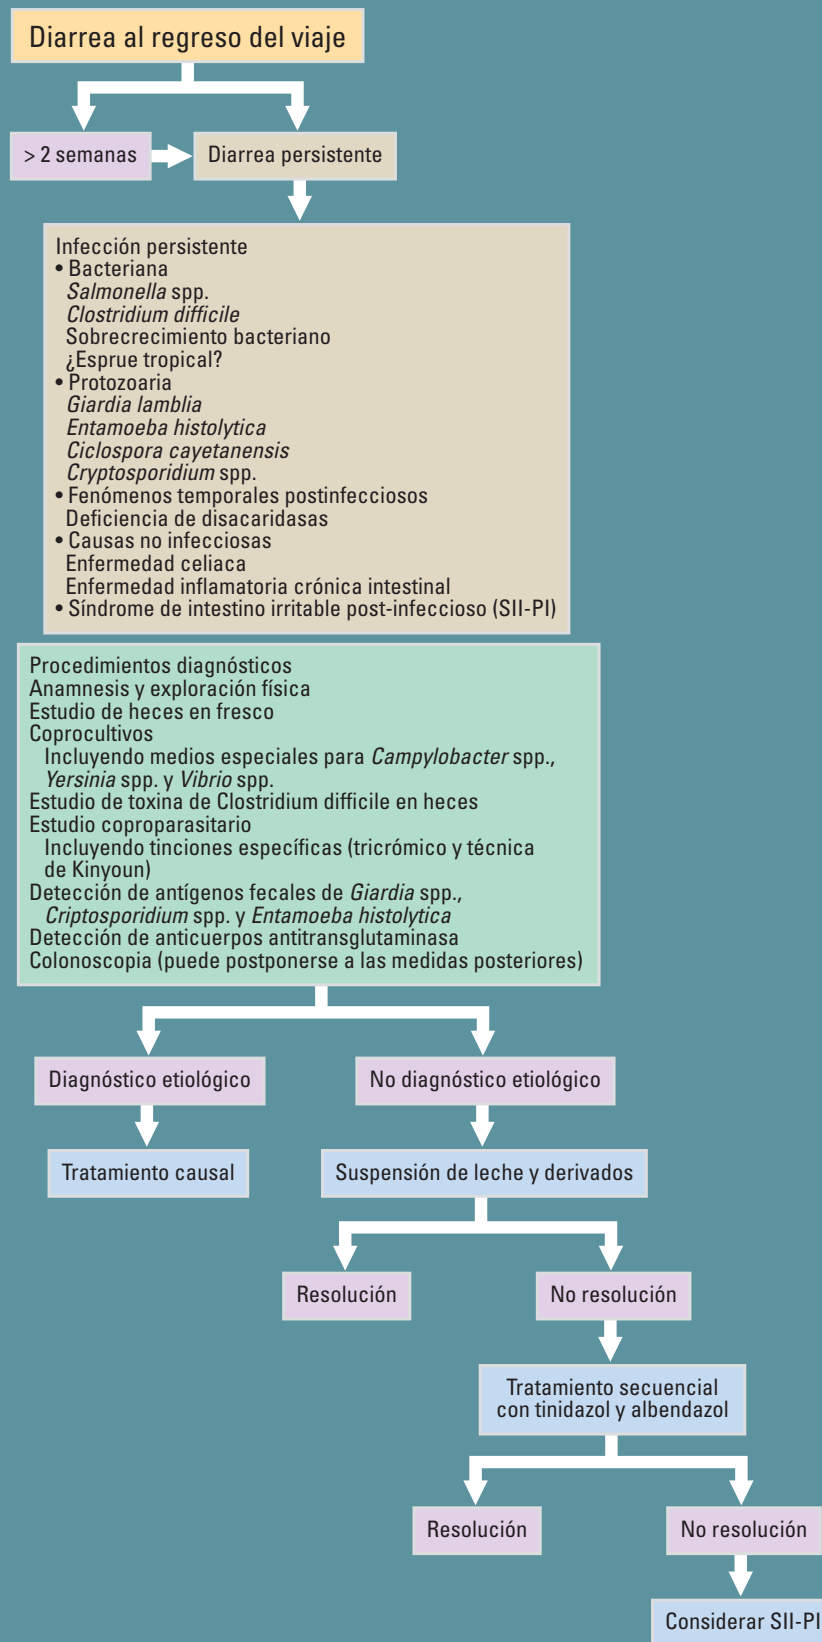 Diarrea al regreso del viaje
> 2 semanas
Diarrea persistente
Infección persistente
• Bacteriana
Salmonella spp.
Clostridium difficile
Sobrecrecimiento bacteriano
¿Esprue tropical?
• Protozoaria
Giardia lamblia
Entamoeba histolytica
Ciclospora cayetanensis
Cryptosporidium spp.
• Fenómenos temporales postinfecciosos
Deficiencia de disacaridasas
• Causas no infecciosas
Enfermedad celiaca
Enfermedad inflamatoria crónica intestinal
• Síndrome de intestino irritable post-infeccioso (SII-PI)
Procedimientos diagnósticos
Anamnesis y exploración física
Estudio de heces en fresco
Coprocultivos
Incluyendo medios especiales para Campylobacter spp.,
Yersinia spp. y Vibrio spp.
Estudio de toxina de Clostridium difficile en heces
Estudio coproparasitario
Incluyendo tinciones específicas (tricrómico y técnica
de Kinyoun)
Detección de antígenos fecales de Giardia spp.,
Criptosporidium spp. y Entamoeba histolytica
Detección de anticuerpos antitransglutaminasa
Colonoscopia (puede postponerse a las medidas posteriores)
Diagnóstico etiológico
No diagnóstico etiológico
Tratamiento causal
Suspensión de leche y derivados
Resolución
No resolución
Tratamiento secuencial
con tinidazol y albendazol
Resolución
No resolución
Considerar SII-PI